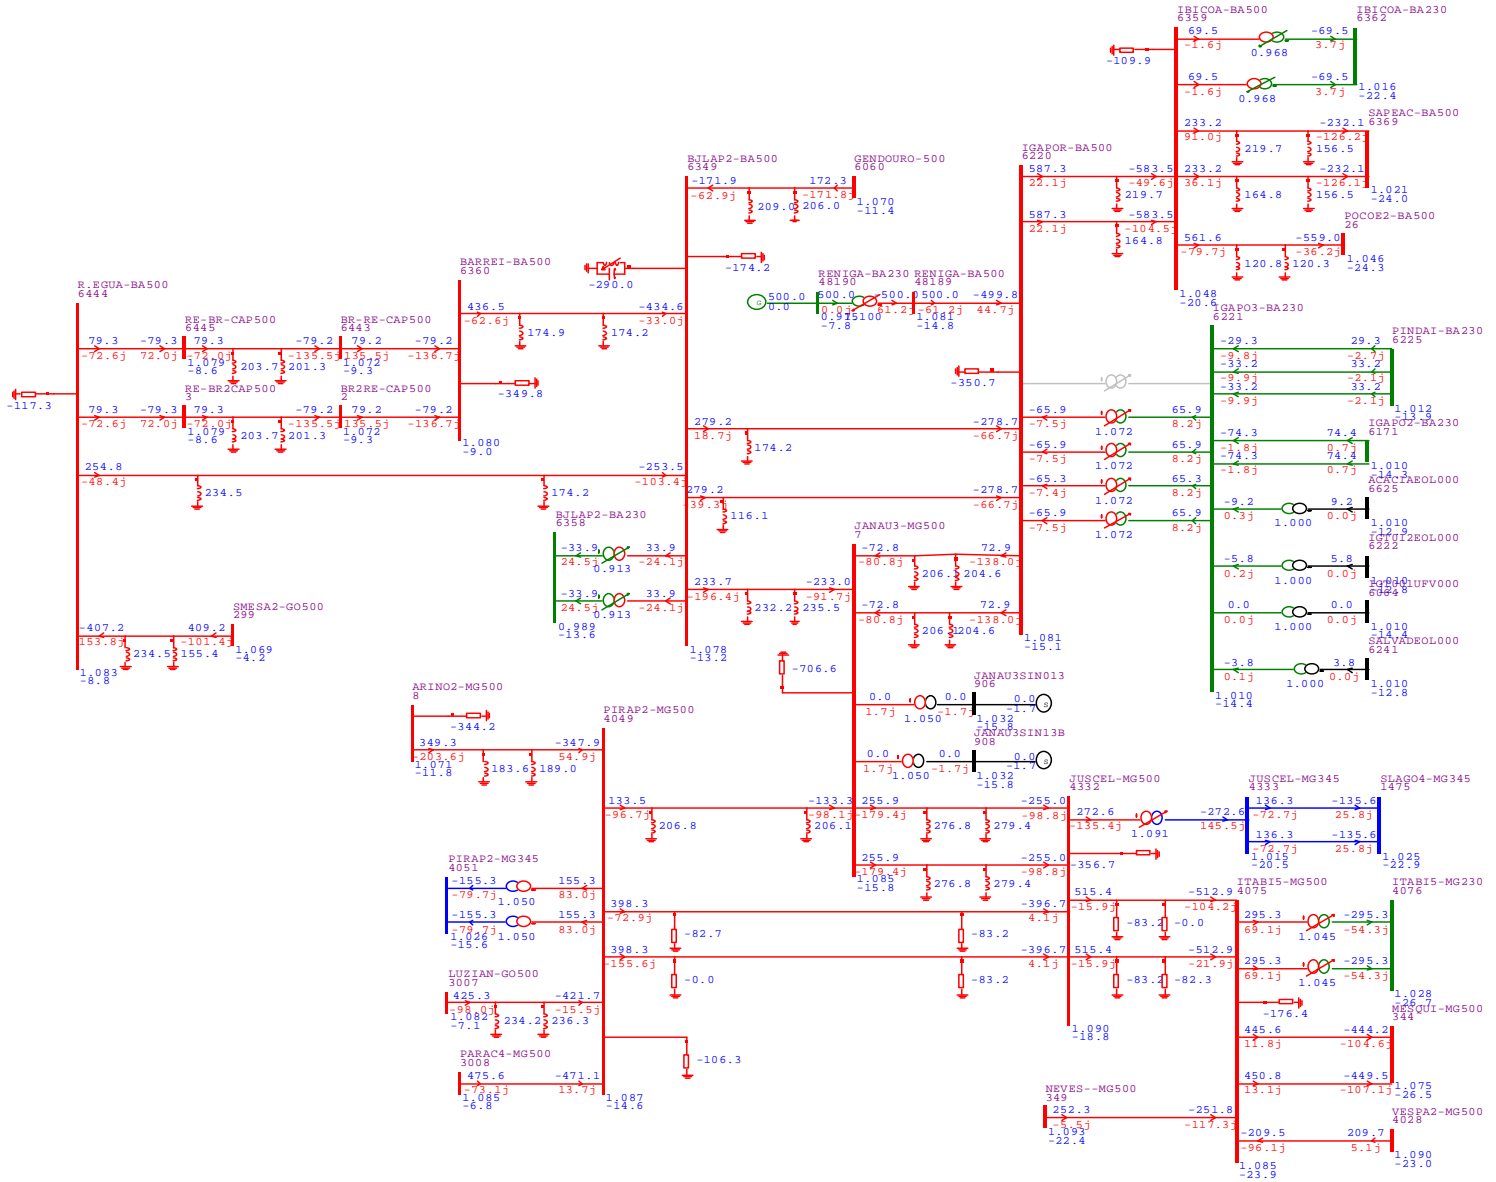 IBICOA-BA500
6359
IBICOA-BA230
6362
69.5
-69.5
-1.6j
3.7j
0.968
-109.9
69.5
-69.5
-1.6j
3.7j
0.968
1.016
-22.4
SAPEAC-BA500
6369
233.2
-232.1
91.0j
-126.2j
219.7
156.5
233.2
-232.1
36.1j
-126.1j
164.8
156.5
1.021
-24.0
POCOE2-BA500
26
561.6
-559.0
-79.7j
-36.2j
120.8
120.3
1.046
-24.3
1.048
-20.6
IGAPOR-BA500
6220
587.3
-583.5
22.1j
-49.6j
219.7
587.3
-583.5
22.1j
-104.5j
164.8
BJLAP2-BA500
6349
GENDOURO-500
6060
-171.9
172.3
-62.9j
-171.8j
209.0
206.0
1.070
-11.4
-174.2
-290.0
RENIGA-BA230
48190
RENIGA-BA500
48189
500.0
0.0
500.0
500.0
500.0
-499.8
0.0j
61.2j
-61.2j
44.7j
-7.8
1.081
-14.8
-350.7
BARREI-BA500
6360
436.5
-434.6
-62.6j
-33.0j
174.9
174.2
-349.8
1.080
-9.0
R.EGUA-BA500
6444
RE-BR-CAP500
6445
BR-RE-CAP500
6443
79.3
-79.3
79.3
-79.2
79.2
-79.2
-72.6j
72.0j
-72.0j
-135.5j
135.5j
-136.7j
1.079
-8.6
203.7
201.3
1.072
-9.3
-117.3
RE-BR2CAP500
3
BR2RE-CAP500
2
79.3
-79.3
79.3
-79.2
79.2
-79.2
-72.6j
72.0j
-72.0j
-135.5j
135.5j
-136.7j
1.079
-8.6
203.7
201.3
1.072
-9.3
254.8
-253.5
-48.4j
-103.4j
234.5
174.2
279.2
-278.7
18.7j
-66.7j
174.2
279.2
-278.7
-39.3j
-66.7j
116.1
BJLAP2-BA230
6358
-33.9
33.9
24.5j
-24.1j
0.913
-33.9
33.9
24.5j
-24.1j
0.913
0.989
-13.6
233.7
-233.0
-196.4j
-91.7j
232.2
235.5
1.078
-13.2
SMESA2-GO500
299
-407.2
409.2
153.8j
-101.4j
234.5
155.4
1.069
-4.2
1.083
-8.8
IGAPO3-BA230
6221
PINDAI-BA230
6225
-29.3
29.3
-9.8j
-2.7j
-33.2
33.2
-9.9j
-2.1j
-33.2
33.2
-9.9j
-2.1j
1.012
-13.9
-65.9
65.9
-7.5j
8.2j
1.072
-65.9
65.9
-7.5j
8.2j
1.072
-65.3
65.3
-7.4j
8.2j
1.072
-65.9
65.9
-7.5j
8.2j
1.072
IGAPO2-BA230
6171
-74.3
74.4
-1.8j
0.7j
-74.3
74.4
-1.8j
0.7j
1.010
-14.3
ACACIAEOL000
6625
-9.2
9.2
0.3j
0.0j
1.000
1.010
-12.9
IGT012EOL000
6222
-5.8
5.8
0.2j
0.0j
1.000
1.010
0.0
0.0
0.0j
0.0j
1.000
1.010
-14.4
SALVADEOL000
6241
-3.8
3.8
0.1j
0.0j
1.000
1.010
-12.8
1.010
-14.4
JANAU3-MG500
7
-72.8
72.9
-80.8j
-138.0j
206.1
204.6
-72.8
72.9
-80.8j
-138.0j
206.1
204.6
1.081
-15.1
-706.6
JANAU3SIN013
906
0.0
0.0
0.0
1.7j
-1.7j
-1.7
1.050
1.032
-15.8
JANAU3SIN13B
908
0.0
0.0
0.0
1.7j
-1.7j
-1.7
1.050
1.032
-15.8
ARINO2-MG500
8
-344.2
349.3
-347.9
-203.6j
54.9j
1.071
-11.8
183.6
189.0
PIRAP2-MG500
4049
133.5
-133.3
-96.7j
-98.1j
206.8
206.1
255.9
-255.0
-179.4j
-98.8j
276.8
279.4
255.9
-255.0
-179.4j
-98.8j
276.8
279.4
1.085
-15.8
JUSCEL-MG500
4332
JUSCEL-MG345
4333
SLAGO4-MG345
1475
272.6
-272.6
-135.4j
145.5j
1.091
136.3
-135.6
-72.7j
25.8j
136.3
-135.6
-72.7j
25.8j
1.015
-20.5
1.025
-22.9
-356.7
PIRAP2-MG345
4051
-155.3
155.3
-79.7j
83.0j
1.050
-155.3
155.3
-79.7j
83.0j
1.026
1.050
-15.6
398.3
-396.7
-72.9j
4.1j
-82.7
-83.2
398.3
-396.7
-155.6j
4.1j
-0.0
-83.2
515.4
-512.9
-15.9j
-104.2j
-83.2
-0.0
515.4
-512.9
-15.9j
-21.9j
-83.2
-82.3
1.090
-18.8
ITABI5-MG500
4075
ITABI5-MG230
4076
295.3
-295.3
69.1j
-54.3j
1.045
295.3
-295.3
69.1j
-54.3j
1.045
1.028
-26.7
-176.4
MESQUI-MG500
344
445.6
-444.2
11.8j
-104.6j
450.8
-449.5
13.1j
-107.1j
1.075
-26.5
LUZIAN-GO500
3007
425.3
-421.7
-98.0j
-15.5j
1.082
-7.1
234.2
236.3
-106.3
PARAC4-MG500
3008
475.6
-471.1
-73.1j
13.7j
1.085
-6.8
1.087
-14.6
NEVES--MG500
349
252.3
-251.8
-5.5j
-117.3j
1.093
-22.4
VESPA2-MG500
4028
-209.5
209.7
-96.1j
5.1j
1.090
-23.0
1.085
-23.9